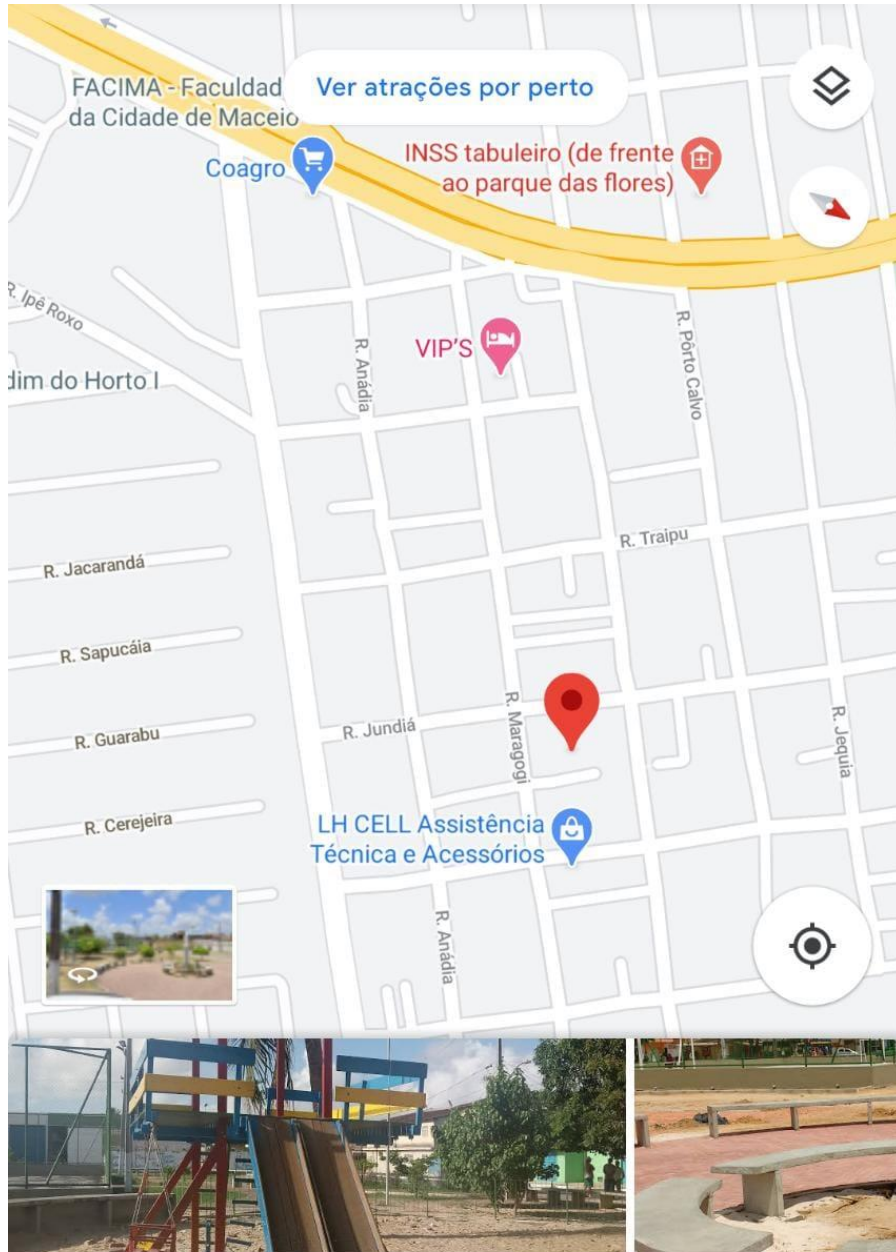 FACIMA - Faculdad
da Cidade de Maceio
Ver atrações por perto
Coagro
INSS tabuleiro (de frente
ao parque das flores)
R. Ipê Roxo
VIP'S
R. Anádia
R. Pôrto Calvo
dim do Horto I
R. Traipu
R. Jacarandá
R. Sapucáia
R. Maragogi
R. Jundiá
R. Jequia
R. Guarabu
LH CELL Assistência
Técnica e Acessórios
R. Cerejeira
R. Anádia